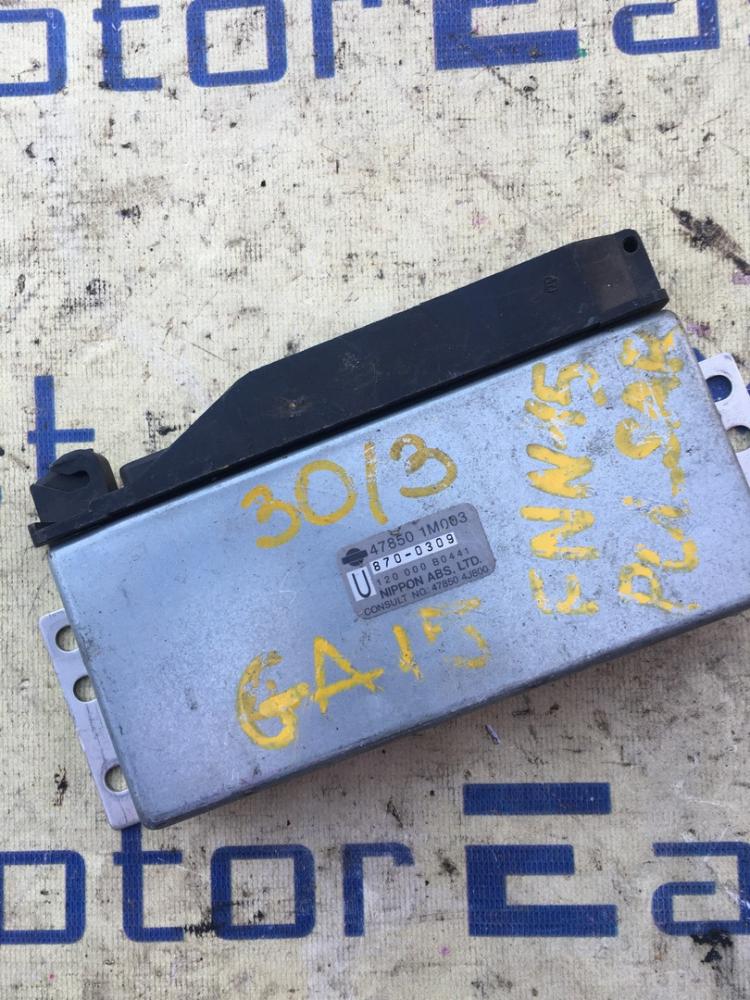 otorEa
t
30/3
47850 1M003
U 870-0309
120 000 B0441
NIPPON ABS. LTD.
CONSULT NO: 47850 4J800
GA15
FNN15
otorEa